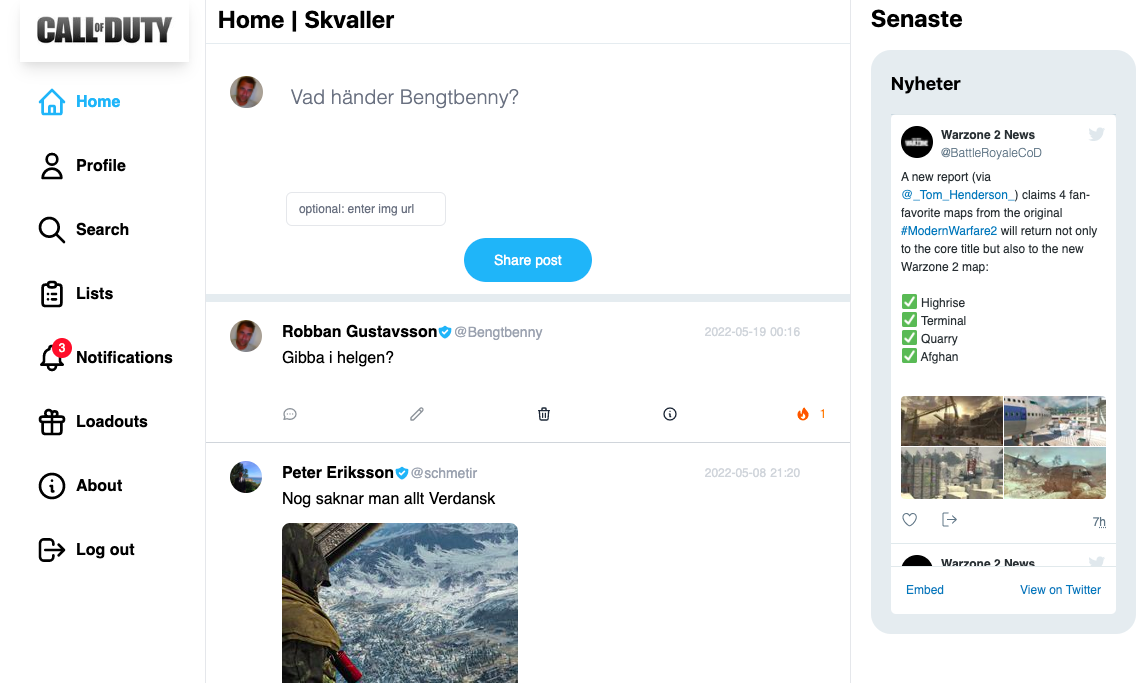 CALL OF DUTY
Home
Profile
Search
Lists
3
Notifications
Loadouts
About
Log out
Home | Skvaller
Vad händer Bengtbenny?
optional: enter img url
Share post
Robban Gustavsson @Bengtbenny 2022-05-19 00:16
Gibba i helgen?
1
Peter Eriksson @schmetir 2022-05-08 21:20
Nog saknar man allt Verdansk
Senaste
Nyheter
Warzone 2 News
@BattleRoyaleCoD
A new report (via
@_Tom_Henderson_) claims 4 fan-
favorite maps from the original
#ModernWarfare2 will return not only
to the core title but also to the new
Warzone 2 map:
✅ Highrise
✅ Terminal
✅ Quarry
✅ Afghan
7h
Warzone 2 News
Embed View on Twitter